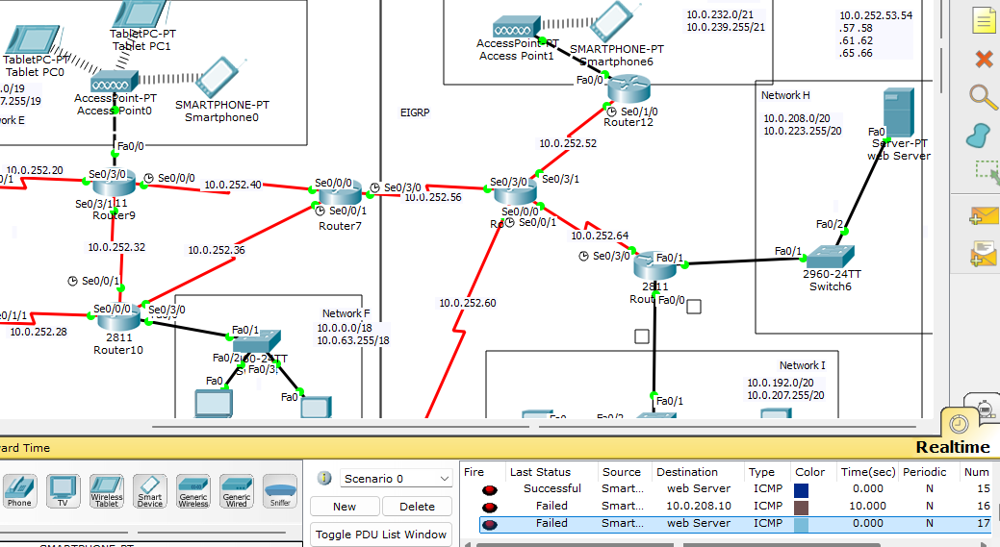 TabletPC-PT
Tablet PC1
TabletPC-PT
Tablet PC0
.0/19
7.255/19
ork E
AccessPoint-PT
Access Point0
SMARTPHONE-PT
Smartphone0
Fa0/0
10.0.252.20
0/1
Se0/3/0
Se0/0/0
10.0.252.40
Se0/3/1
Router9
10.0.252.32
10.0.252.36
Se0/0/1
Se0/0/0
Se0/3/0
e0/1/1
10.0.252.28
2811
Router10
EIGRP
Se0/0/0
Se0/3/0
10.0.252.56
Se0/0/1
Router7
Network F
10.0.0.0/18
10.0.63.255/18
Fa0/1
Fa0/2
Fa0/3
Fa0
Fa0
AccessPoint-PT
Access Point1
SMARTPHONE-PT
Smartphone6
10.0.232.0/21
10.0.239.255/21
10.0.252.53.54
.57.58
.61.62
.65.66
Fa0/0
Se0/1/0
Router12
10.0.252.52
Se0/3/0
Se0/3/1
Se0/0/0
Se0/0/1
10.0.252.64
10.0.252.60
Se0/3/0
Fa0/1
2811
Fa0/0
Network H
10.0.208.0/20
10.0.223.255/20
Fa0
Server-PT
web Server
Fa0/2
Fa0/1
2960-24TT
Switch6
Network I
10.0.192.0/20
10.0.207.255/20
Fa0/1
ward Time
Realtime
Phone
TV
Wireless Tablet
Smart Device
Generic Wireless
Generic Wired
Sniffer
Scenario 0
New
Delete
Toggle PDU List Window
Fire Last Status Source Destination Type Color Time(sec) Periodic Num
Successful Smart... web Server ICMP 0.000 N 15
Failed Smart... 10.0.208.10 ICMP 10.000 N 16
Failed Smart... web Server ICMP 0.000 N 17